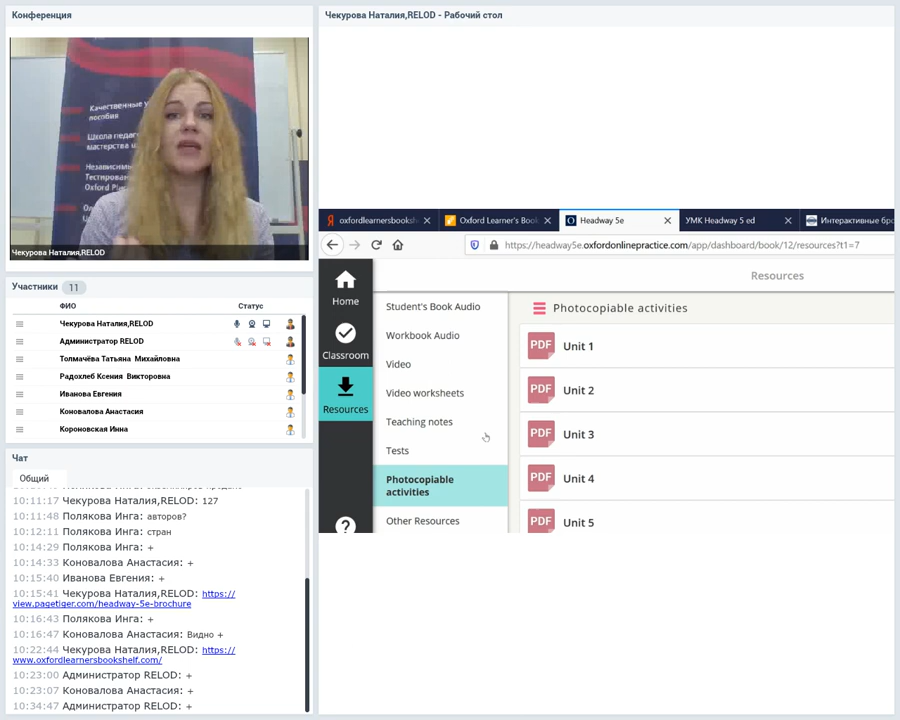 Конференция
Качественные
пособия
Школа педаг
мастерства
Независим
Тестирован
Oxford
Чекурова Наталия,RELOD
Участники 11
ФИО Статус
Чекурова Наталия,RELOD
Администратор RELOD
Толмачёва Татьяна Михайловна
Радохлеб Ксения Викторовна
Иванова Евгения
Коновалова Анастасия
Короновская Инна
Чат
Общий
10:11:17 Чекурова Наталия,RELOD: 127
10:11:48 Полякова Инга: авторов?
10:12:11 Полякова Инга: стран
10:14:29 Полякова Инга: +
10:14:33 Коновалова Анастасия: +
10:15:40 Иванова Евгения: +
10:15:41 Чекурова Наталия,RELOD: https://
view.pagetiger.com/headway-5e-brochure
10:16:43 Полякова Инга: +
10:16:47 Коновалова Анастасия: Видно +
10:22:44 Чекурова Наталия,RELOD: https://
www.oxfordlearnersbookshelf.com/
10:23:00 Администратор RELOD: +
10:23:07 Коновалова Анастасия: +
10:34:47 Администратор RELOD: +
Чекурова Наталия,RELOD - Рабочий стол
oxfordlearnersbooksh Oxford Learner's Book Headway 5e УМК Headway 5 ed Интерактивные бро
https://headway5e.oxfordonlinepractice.com/app/dashboard/book/12/resources?t1=7
Home
Classroom
Resources
?
Resources
Student's Book Audio
Workbook Audio
Video
Video worksheets
Teaching notes
Tests
Photocopiable
activities
Other Resources
Photocopiable activities
PDF Unit 1
PDF Unit 2
PDF Unit 3
PDF Unit 4
PDF Unit 5